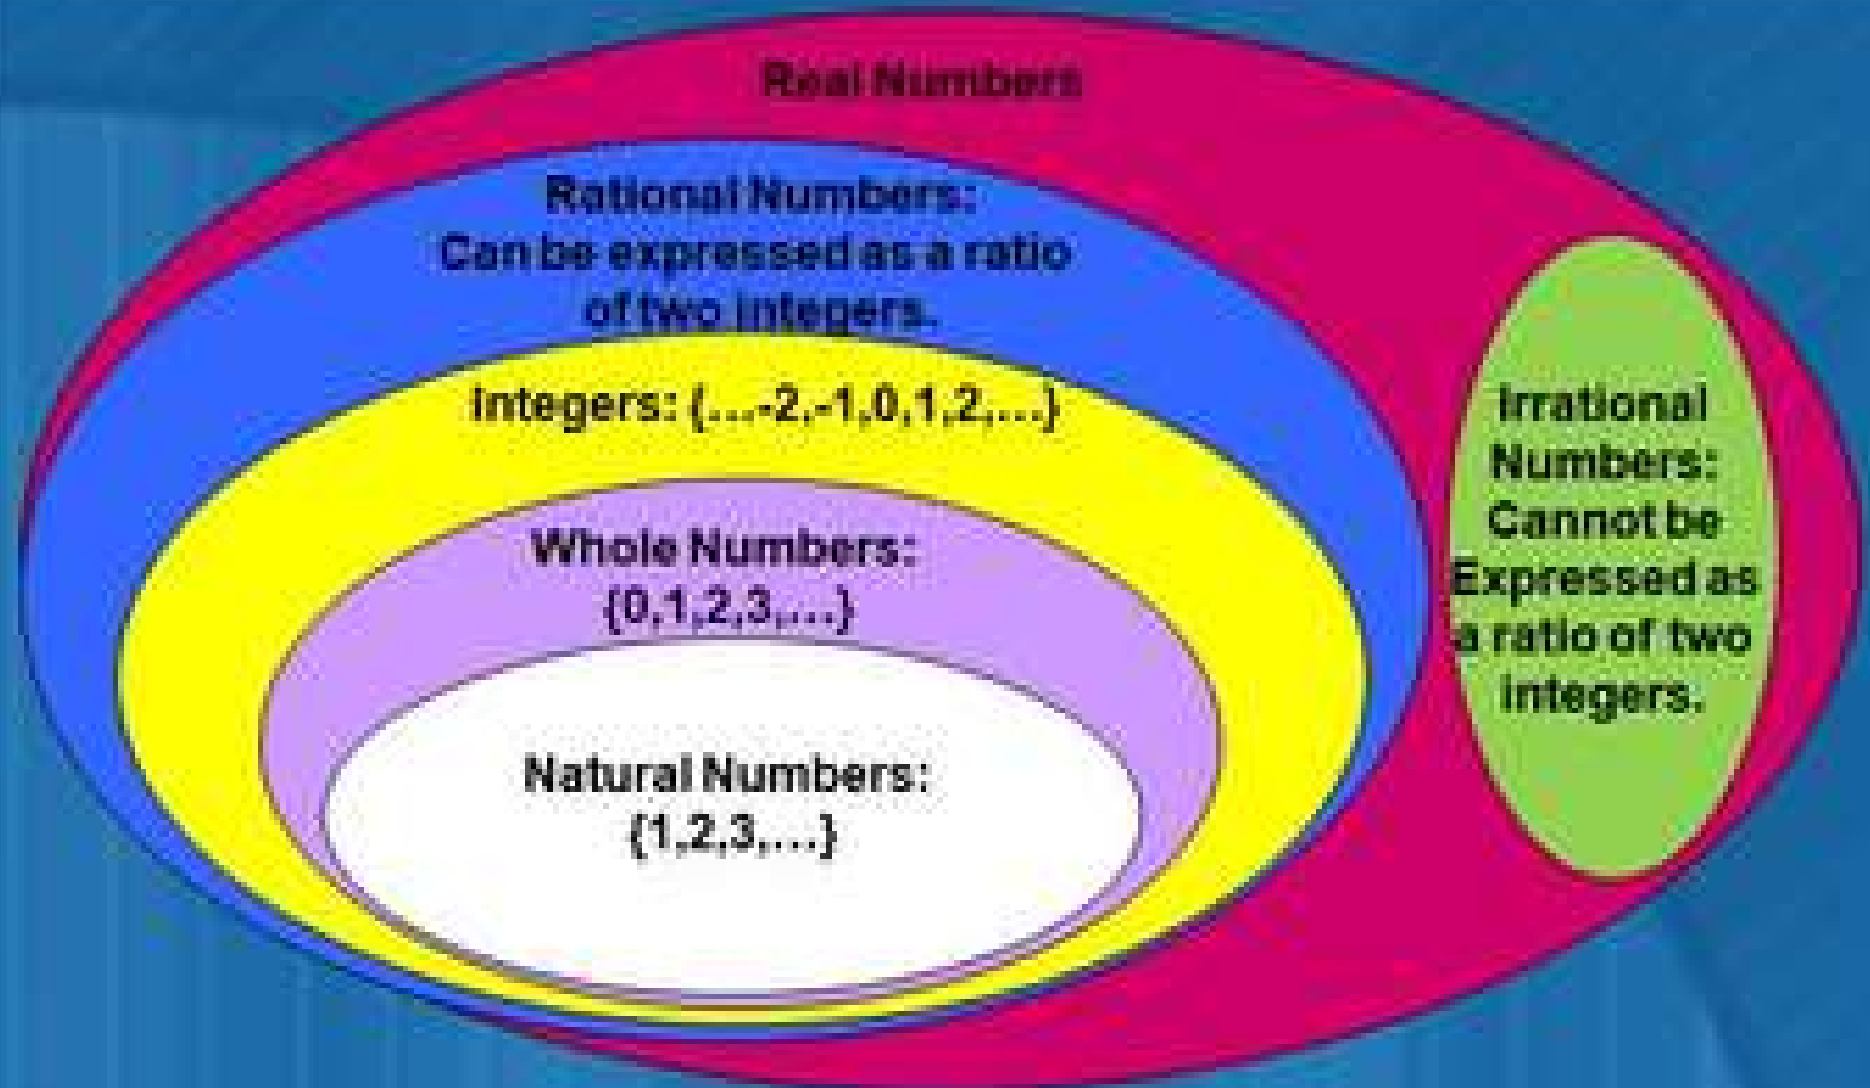 Real Numbers
Rational Numbers:
Can be expressed as a ratio
of two integers.
Integers: {...-2,-1,0,1,2,...}
Whole Numbers:
{0,1,2,3,...}
Natural Numbers:
{1,2,3,...}
Irrational
Numbers:
Cannot be
Expressed as
a ratio of two
integers.